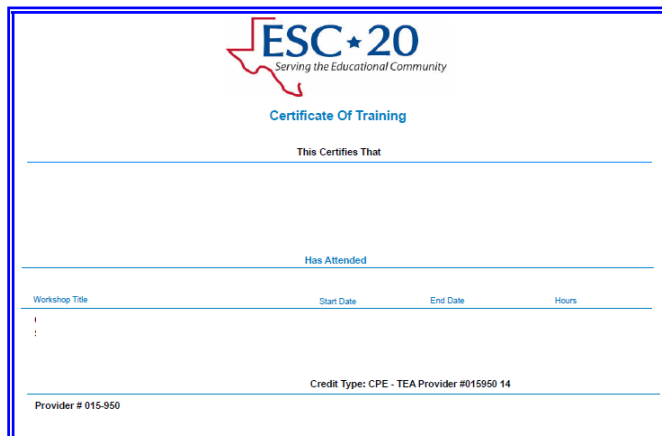 ESC★20
Serving the Educational Community
Certificate Of Training
This Certifies That
Has Attended
Workshop Title Start Date End Date Hours
Credit Type: CPE - TEA Provider #015950 14
Provider # 015-950